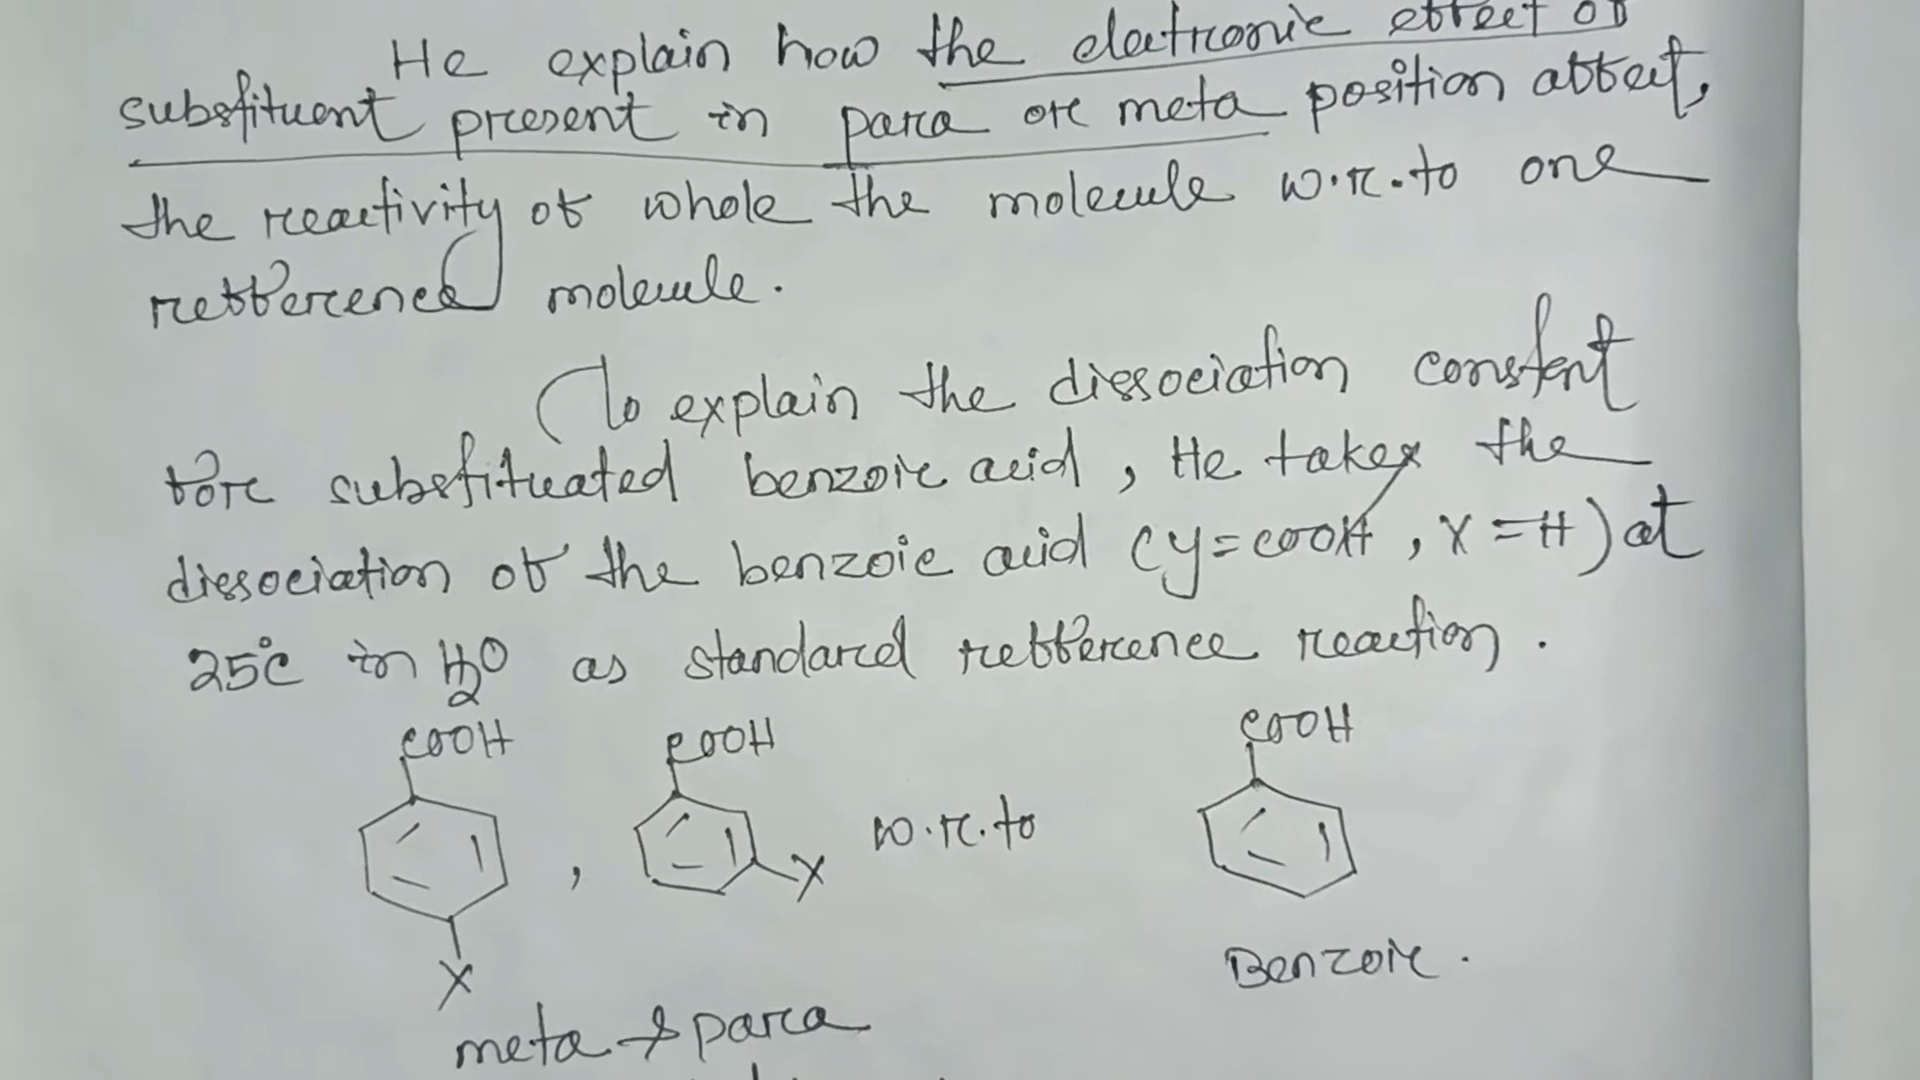 He explain how the electronic effect of
substituent present in para or meta position affect,
the reactivity of whole the molecule w.r.to one
refference molecule.
To explain the dissociation constant
for substituated benzoic acid, He takes the
dissociation of the benzoic acid (y=COOH, X=H) at
25°C in H2O as standard refference reaction.
COOH COOH COOH
, X w.r.to
X Benzoic.
meta & para